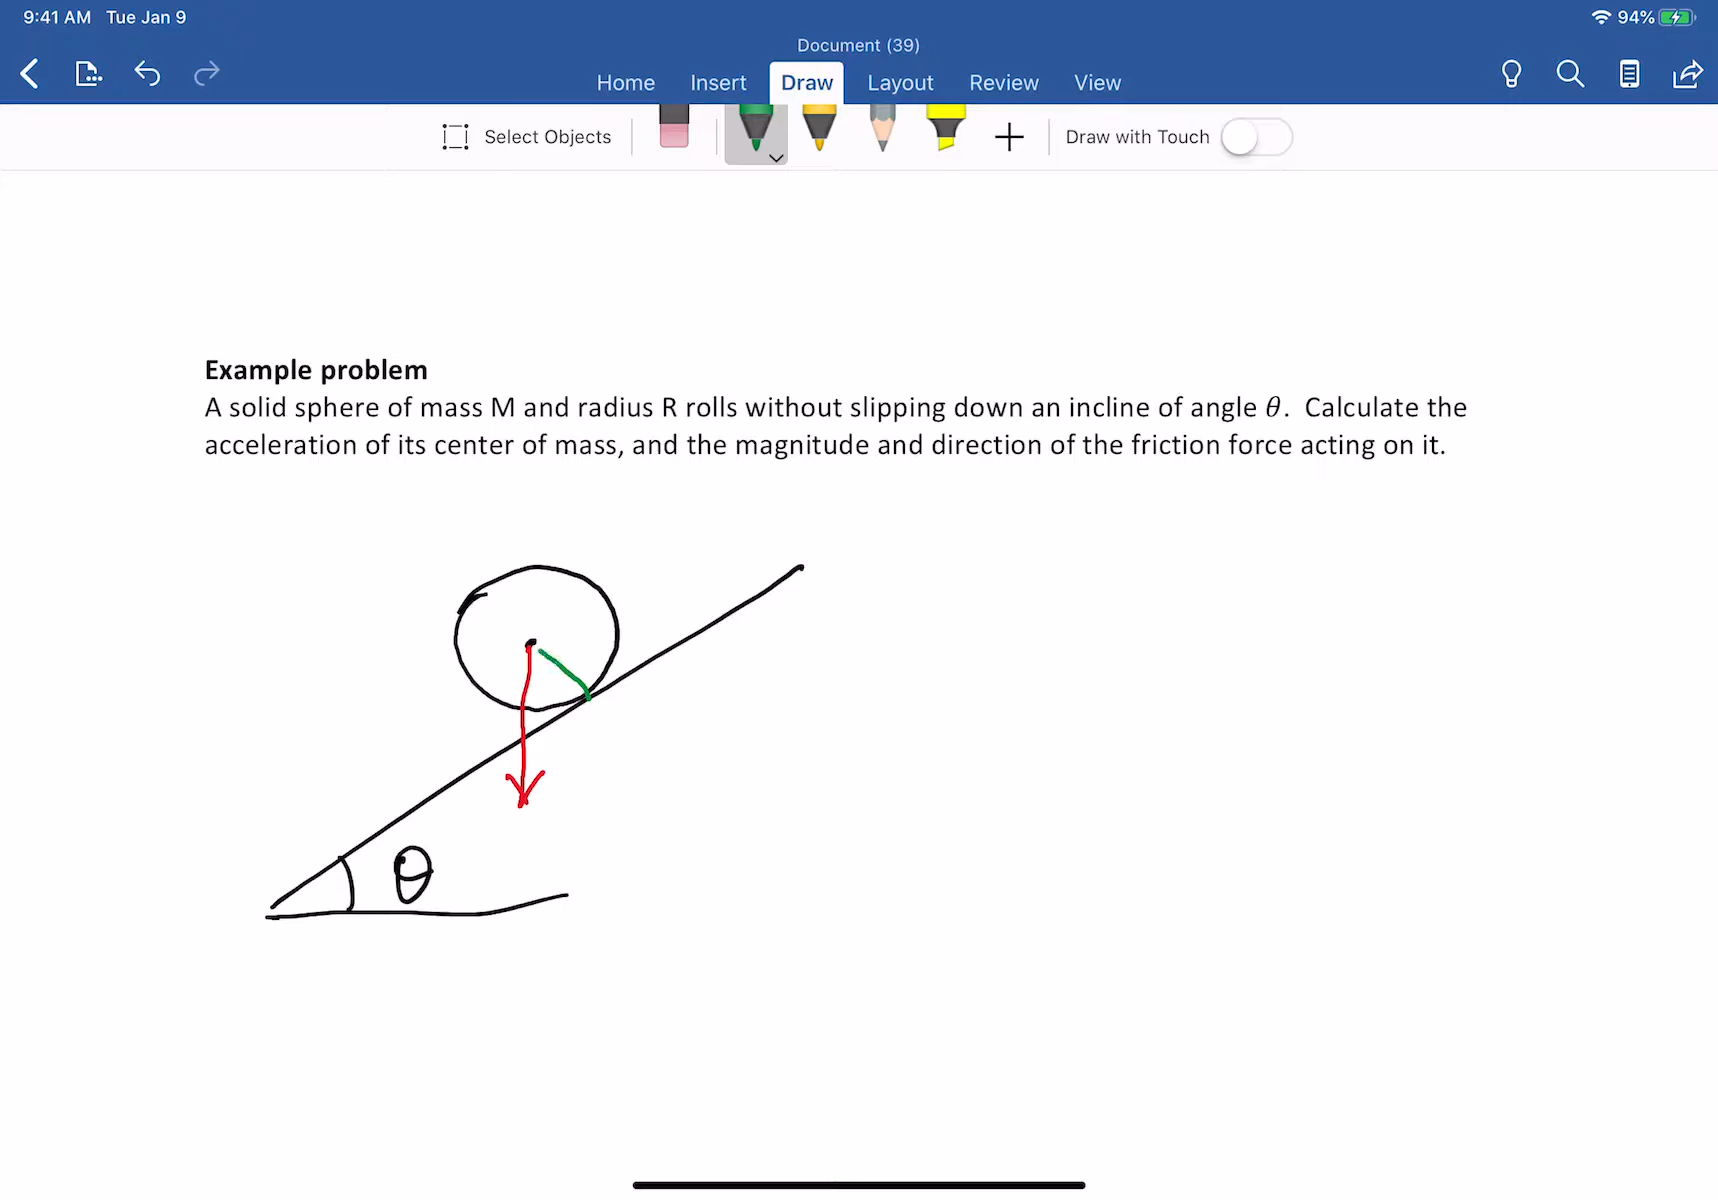 9:41 AM Tue Jan 9
94%
Document (39)
Home Insert Draw Layout Review View
Select Objects
Draw with Touch
Example problem
A solid sphere of mass M and radius R rolls without slipping down an incline of angle θ. Calculate the
acceleration of its center of mass, and the magnitude and direction of the friction force acting on it.
θ